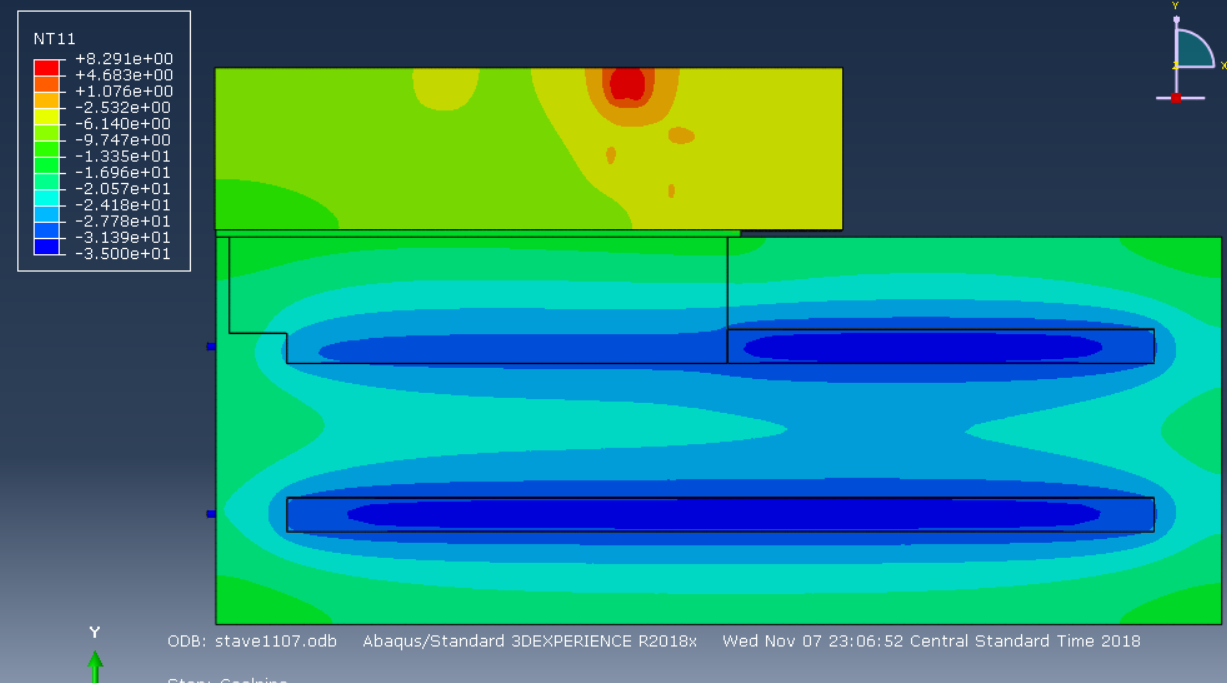 NT11
+8.291e+00
+4.683e+00
+1.076e+00
-2.532e+00
-6.140e+00
-9.747e+00
-1.335e+01
-1.696e+01
-2.057e+01
-2.418e+01
-2.778e+01
-3.139e+01
-3.500e+01
Y
X
Z
Y
ODB: stave1107.odb Abaqus/Standard 3DEXPERIENCE R2018x Wed Nov 07 23:06:52 Central Standard Time 2018